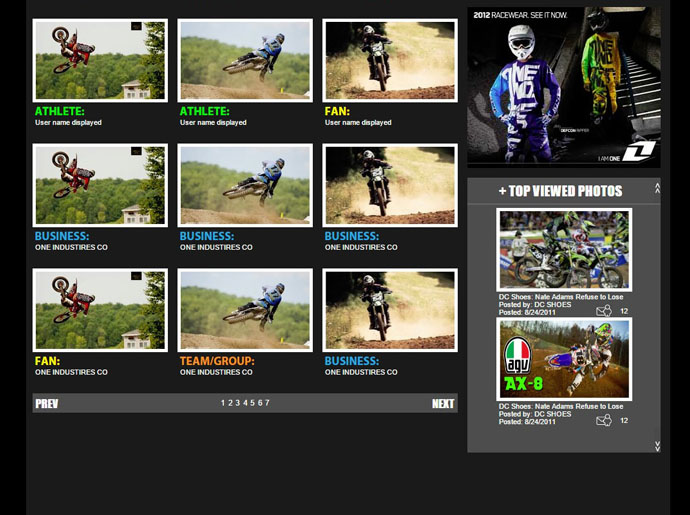 ATHLETE:
User name displayed
ATHLETE:
User name displayed
FAN:
User name displayed
BUSINESS:
ONE INDUSTIRES CO
BUSINESS:
ONE INDUSTIRES CO
BUSINESS:
ONE INDUSTIRES CO
FAN:
ONE INDUSTIRES CO
TEAM/GROUP:
ONE INDUSTIRES CO
BUSINESS:
ONE INDUSTIRES CO
PREV
1 2 3 4 5 6 7
NEXT
2012 RACEWEAR. SEE IT NOW.
I AM ONE
+ TOP VIEWED PHOTOS
DC Shoes: Nate Adams Refuse to Lose
Posted by: DC SHOES
Posted: 8/24/2011
12
agv
AX-8
DC Shoes: Nate Adams Refuse to Lose
Posted by: DC SHOES
Posted: 8/24/2011
12